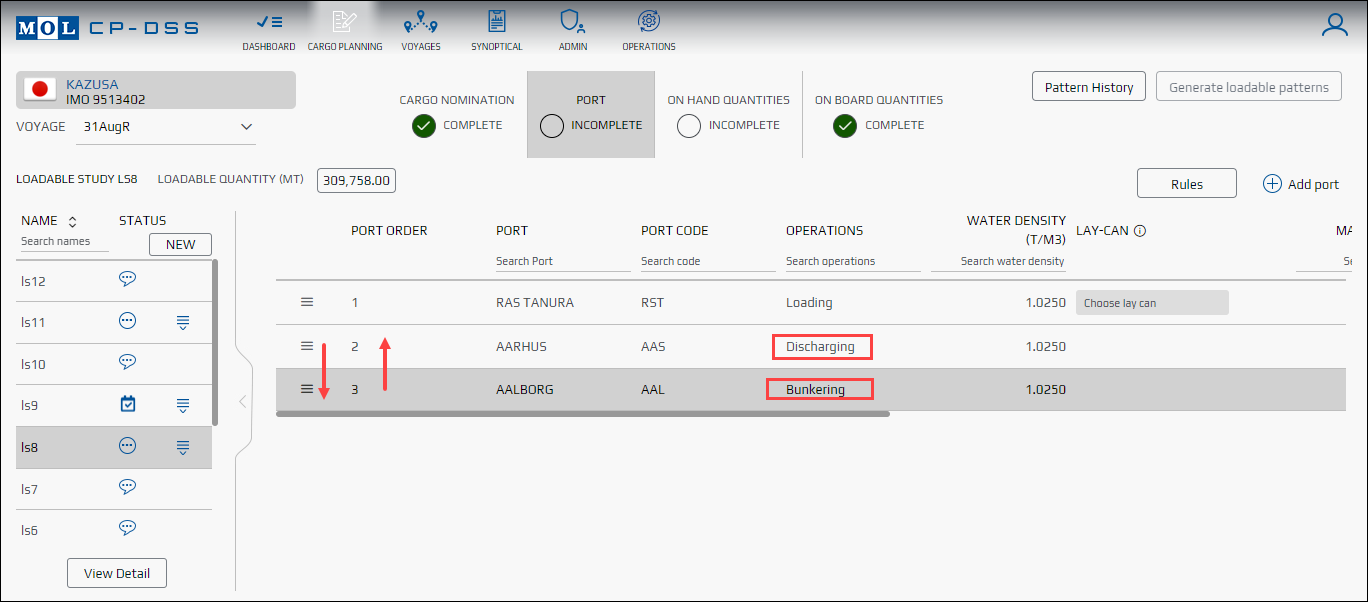 MOL CP-DSS
DASHBOARD CARGO PLANNING VOYAGES SYNOPTICAL ADMIN OPERATIONS
KAZUSA
IMO 9513402
VOYAGE 31AugR
CARGO NOMINATION
COMPLETE
PORT
INCOMPLETE
ON HAND QUANTITIES
INCOMPLETE
ON BOARD QUANTITIES
COMPLETE
Pattern History
Generate loadable patterns
LOADABLE STUDY LS8 LOADABLE QUANTITY (MT) 309,758.00
Rules
Add port
NAME STATUS
Search names NEW
ls12
ls11
ls10
ls9
ls8
ls7
ls6
View Detail
PORT ORDER PORT PORT CODE OPERATIONS WATER DENSITY (T/M3) LAY-CAN MA
Search Port Search code Search operations Search water density Se
1 RAS TANURA RST Loading 1.0250 Choose lay can
2 AARHUS AAS Discharging 1.0250
3 AALBORG AAL Bunkering 1.0250